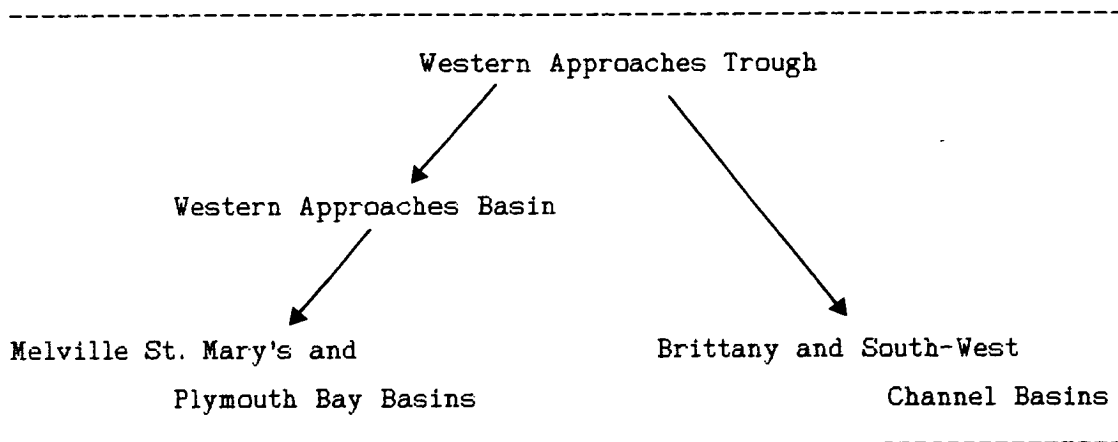 Western Approaches Trough
Western Approaches Basin
Melville St. Mary's and
Plymouth Bay Basins
Brittany and South-West
Channel Basins